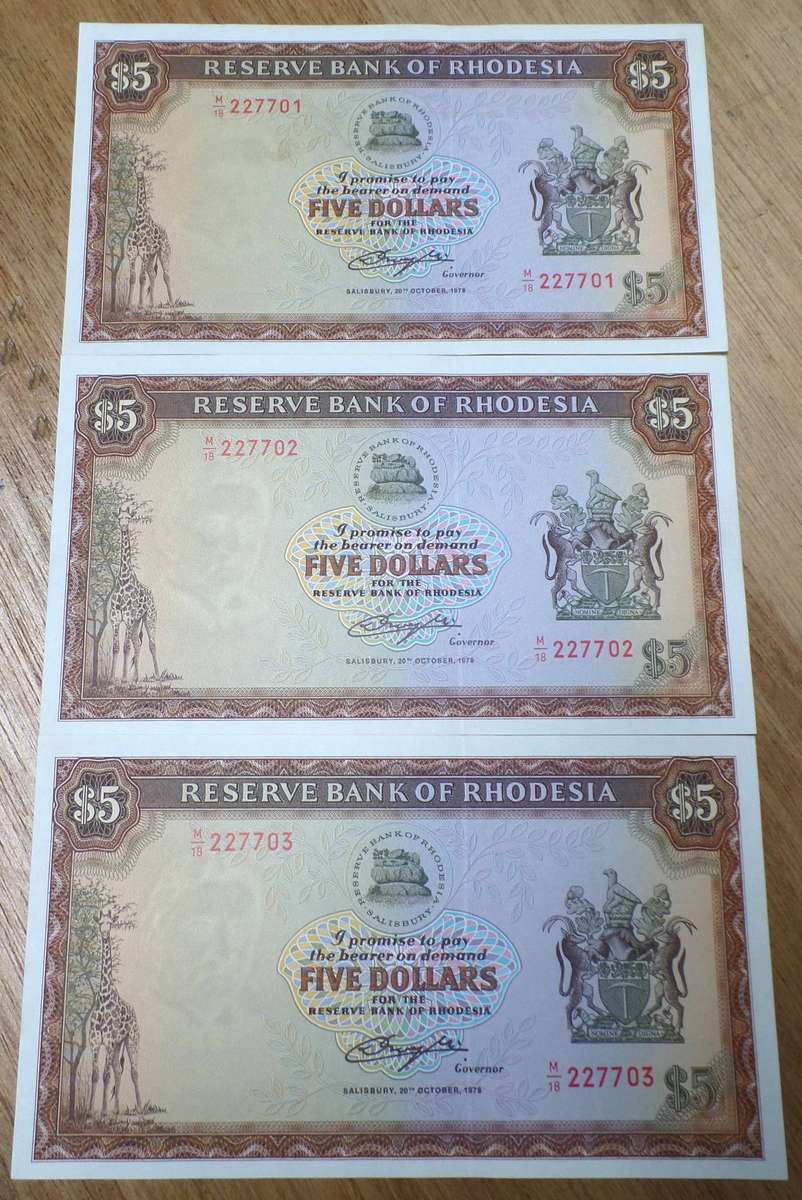 $5 RESERVE BANK OF RHODESIA $5
M/18 227701
RESERVE BANK OF RHODESIA
· SALISBURY ·
I promise to pay
the bearer on demand
FIVE DOLLARS
FOR THE
RESERVE BANK OF RHODESIA
Governor
M/18 227701 $5
SALISBURY, 20TH OCTOBER, 1978
$5 RESERVE BANK OF RHODESIA $5
M/18 227702
RESERVE BANK OF RHODESIA
· SALISBURY ·
I promise to pay
the bearer on demand
FIVE DOLLARS
FOR THE
RESERVE BANK OF RHODESIA
NOMINE DIGNA
Governor
M/18 227702 $5
SALISBURY, 20TH OCTOBER, 1978
$5 RESERVE BANK OF RHODESIA $5
M/18 227703
RESERVE BANK OF RHODESIA
· SALISBURY ·
I promise to pay
the bearer on demand
FIVE DOLLARS
FOR THE
RESERVE BANK OF RHODESIA
NOMINE DIGNA
Governor
M/18 227703 $5
SALISBURY, 20TH OCTOBER, 1978